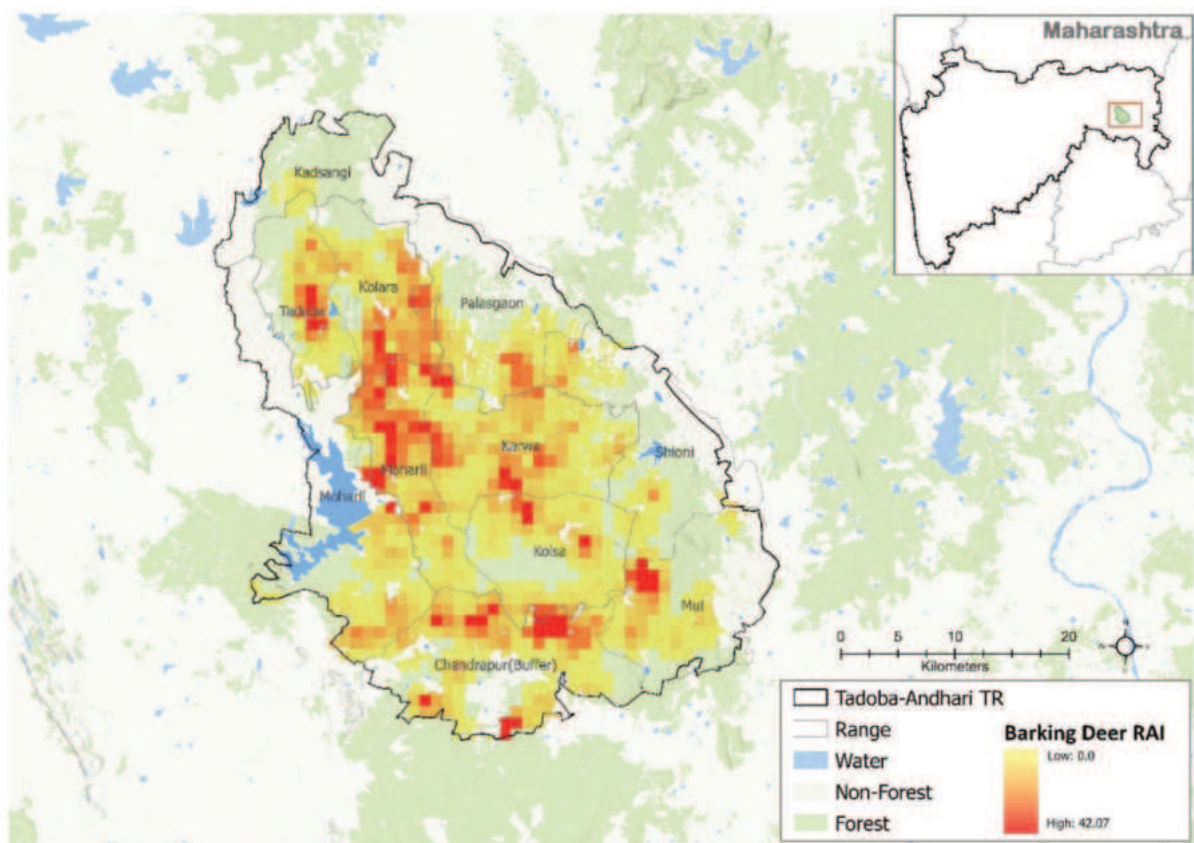 Maharashtra
Kadsangi
Kolara
Palasgaon
Tadoba
Karwa
Shioni
Moharli
Moharli
Kolsa
Mul
Chandrapur(Buffer)
0 5 10 20
Kilometers
Tadoba-Andhari TR
Range
Water
Non-Forest
Forest
Barking Deer RAI
Low: 0.0
High: 42.07